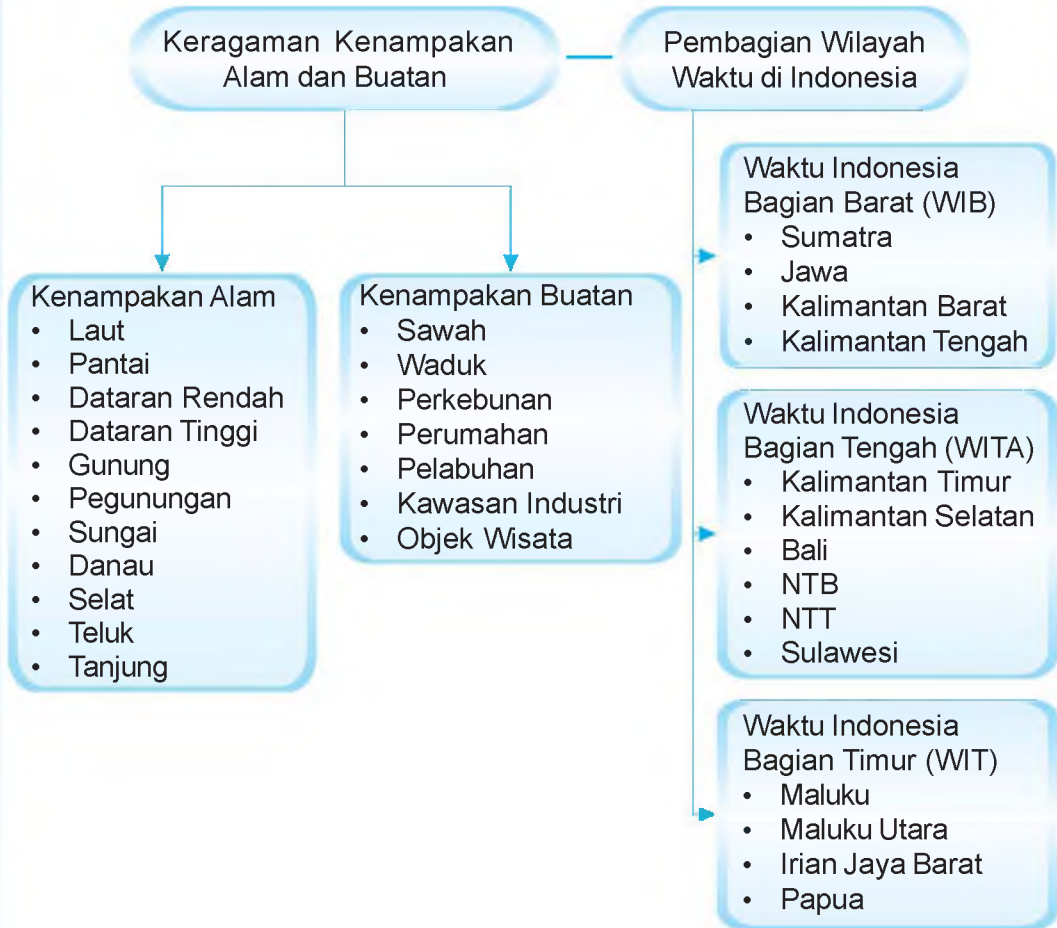 Keragaman Kenampakan
Alam dan Buatan
Pembagian Wilayah
Waktu di Indonesia
Kenampakan Alam
• Laut
• Pantai
• Dataran Rendah
• Dataran Tinggi
• Gunung
• Pegunungan
• Sungai
• Danau
• Selat
• Teluk
• Tanjung
Kenampakan Buatan
• Sawah
• Waduk
• Perkebunan
• Perumahan
• Pelabuhan
• Kawasan Industri
• Objek Wisata
Waktu Indonesia
Bagian Barat (WIB)
• Sumatra
• Jawa
• Kalimantan Barat
• Kalimantan Tengah
Waktu Indonesia
Bagian Tengah (WITA)
• Kalimantan Timur
• Kalimantan Selatan
• Bali
• NTB
• NTT
• Sulawesi
Waktu Indonesia
Bagian Timur (WIT)
• Maluku
• Maluku Utara
• Irian Jaya Barat
• Papua